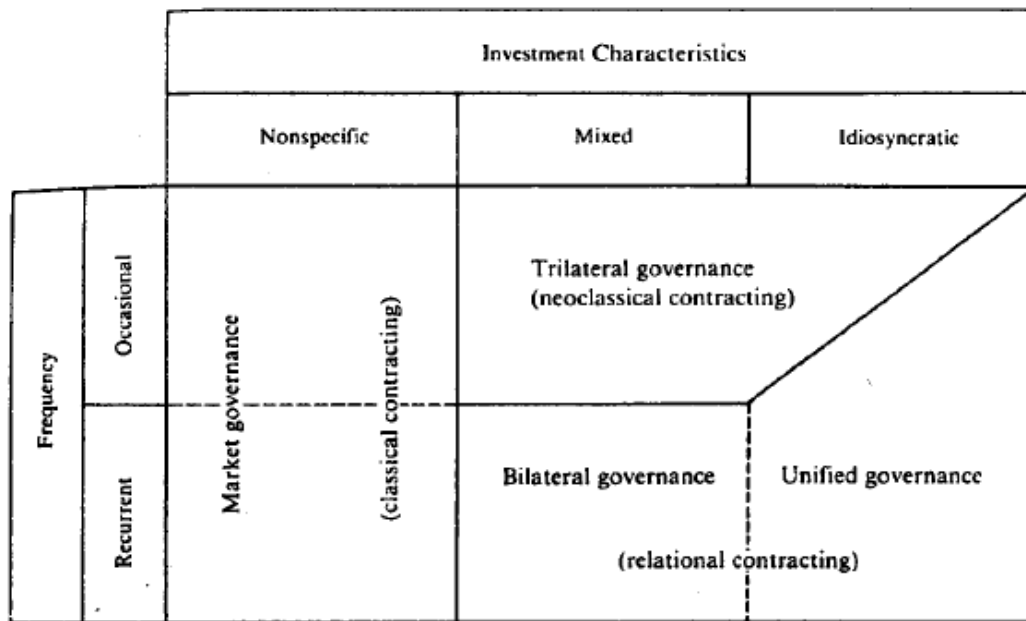 Investment Characteristics
Nonspecific
Mixed
Idiosyncratic
Frequency
Occasional
Recurrent
Market governance
(classical contracting)
Trilateral governance
(neoclassical contracting)
Bilateral governance
Unified governance
(relational contracting)